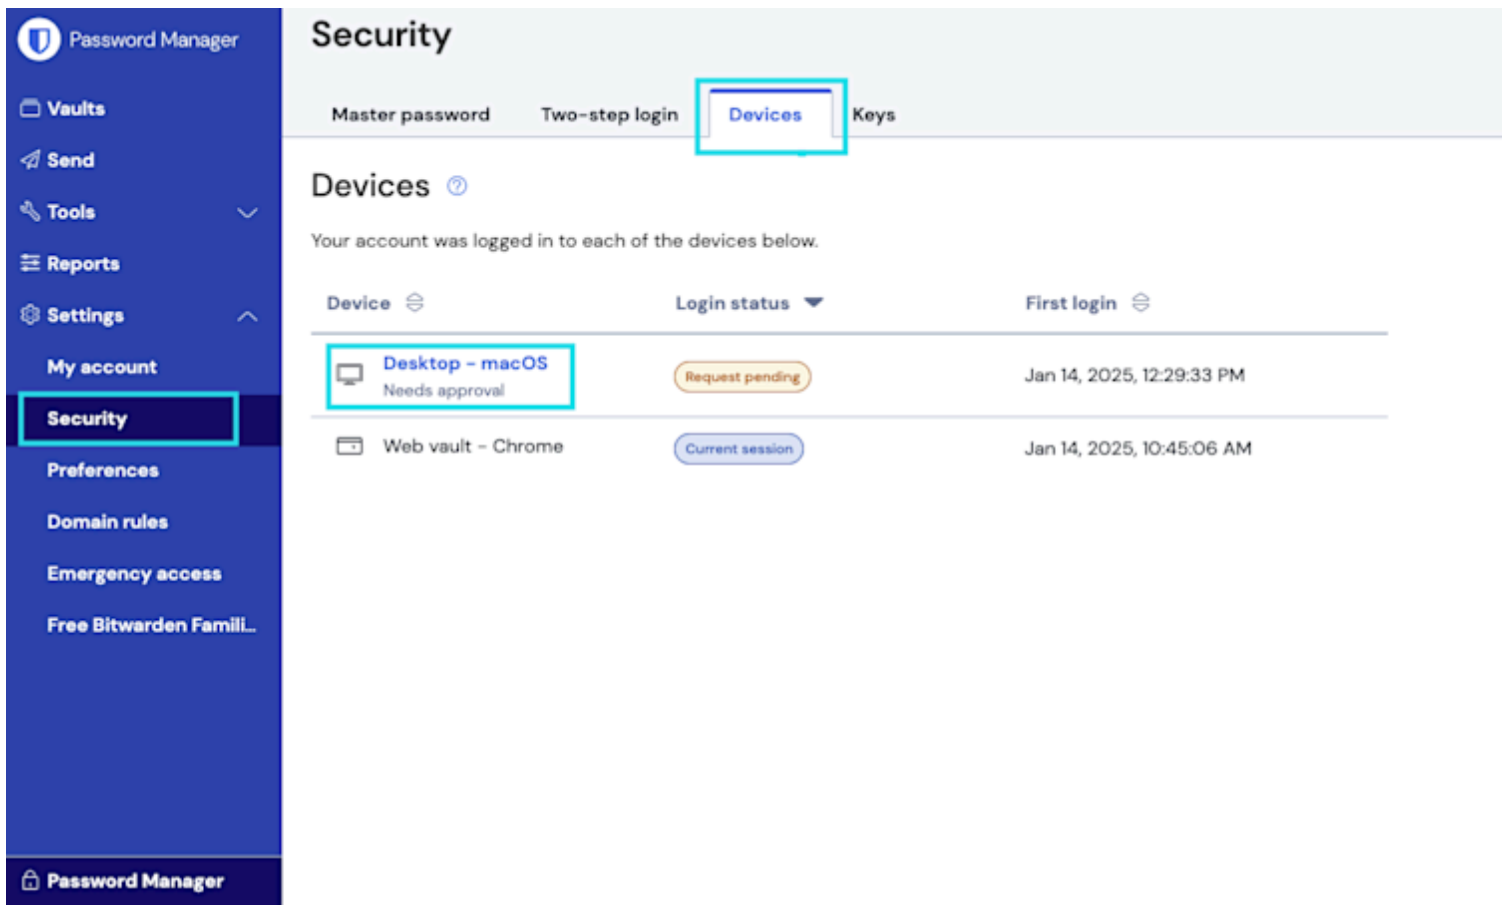 Password Manager
Vaults
Send
Tools
Reports
Settings
My account
Security
Preferences
Domain rules
Emergency access
Free Bitwarden Famili...
Password Manager
Security
Master password
Two-step login
Devices
Keys
Devices
Your account was logged in to each of the devices below.
Device Login status First login
Desktop - macOS Request pending Jan 14, 2025, 12:29:33 PM
Needs approval
Web vault - Chrome Current session Jan 14, 2025, 10:45:06 AM